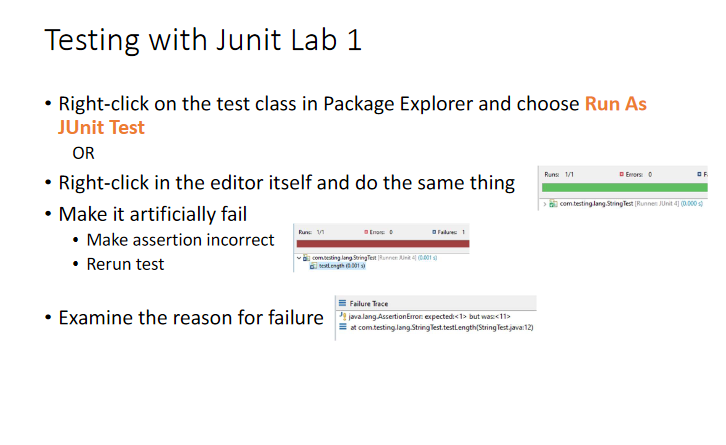 Testing with Junit Lab 1
• Right-click on the test class in Package Explorer and choose Run As
JUnit Test
OR
• Right-click in the editor itself and do the same thing
Runs: 1/1 Errors: 0 F
com.testing.lang.StringTest [Runner: JUnit 4] (0.000 s)
• Make it artificially fail
• Make assertion incorrect
• Rerun test
Runs: 1/1 Errors: 0 Failures: 1
com.testing.lang.StringTest [Runner: JUnit 4] (0.001 s)
testLength (0.001 s)
• Examine the reason for failure
Failure Trace
java.lang.AssertionError: expected:<1> but was:<11>
at com.testing.lang.StringTest.testLength(StringTest.java:12)